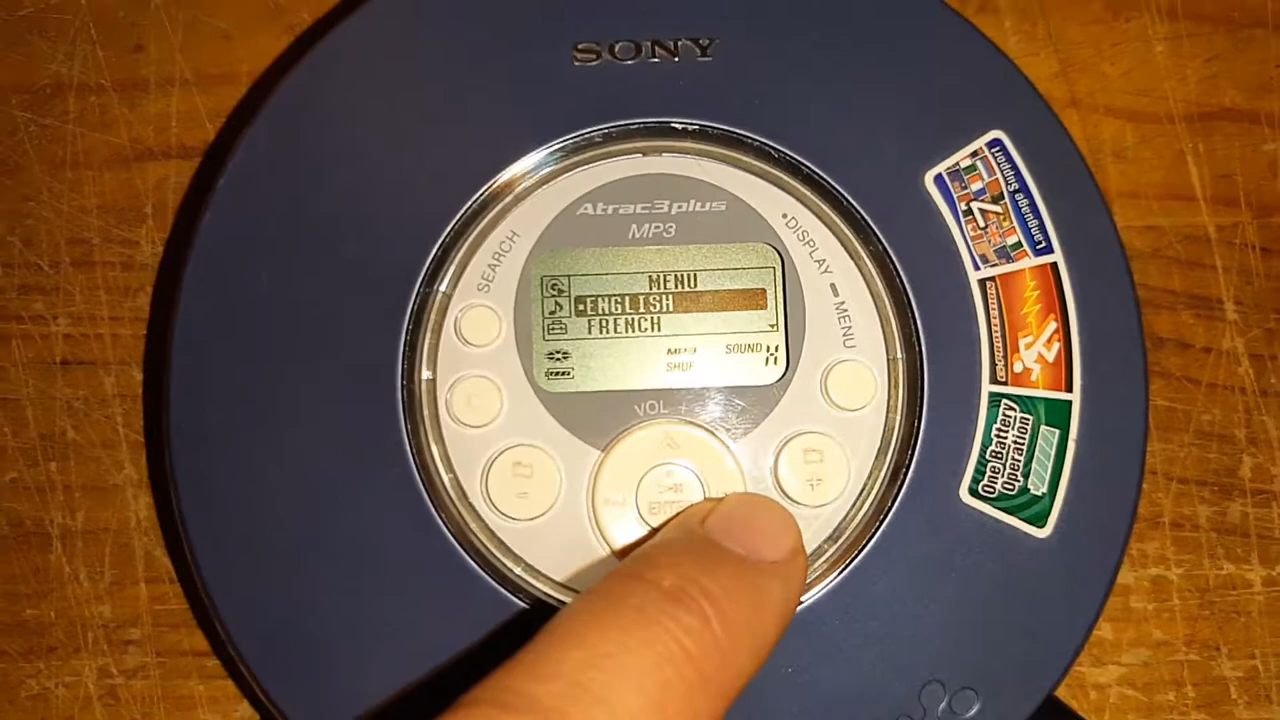 SONY
Atrac3plus
MP3
SEARCH
•DISPLAY
MENU
MENU
ENGLISH
FRENCH
MP3
SHUF
SOUND
VOL +
7
Language Support
G-PROTECTION
One Battery
Operation